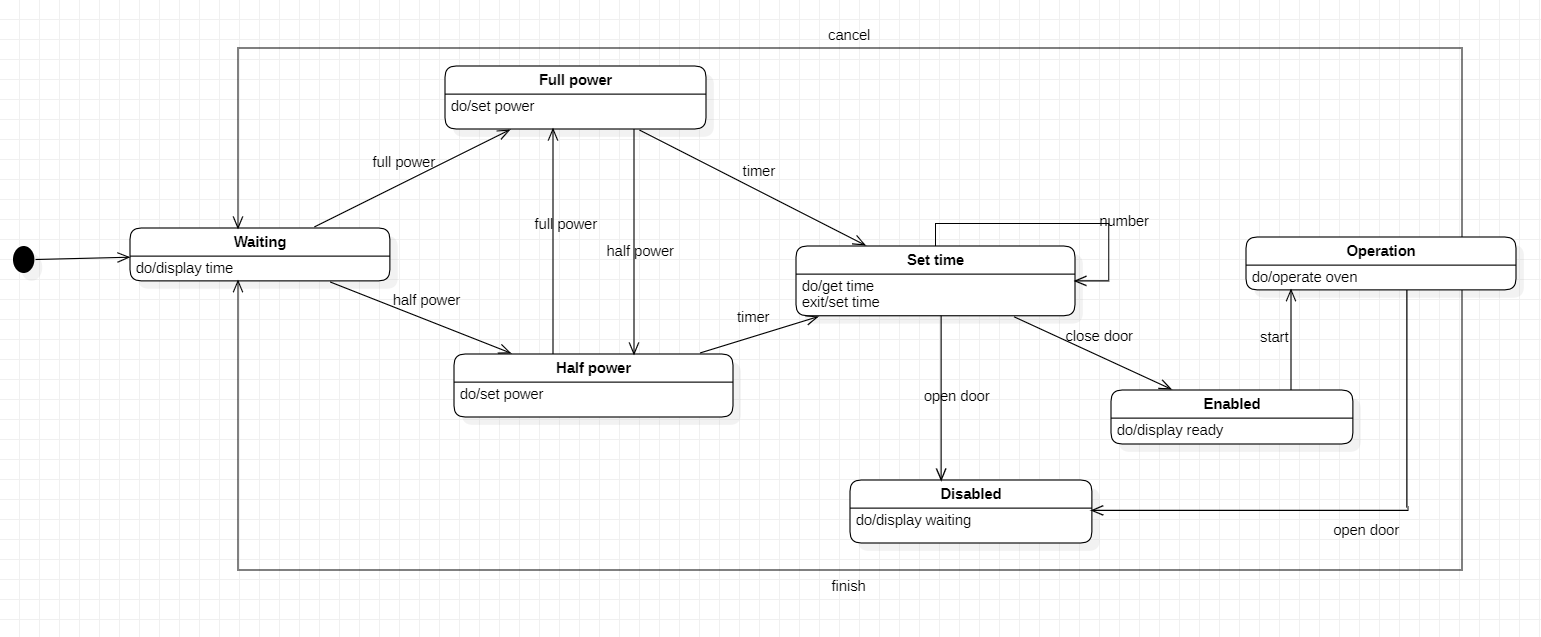 cancel
Full power
do/set power
full power
timer
full power
half power
number
Waiting
do/display time
Set time
do/get time
exit/set time
Operation
do/operate oven
half power
timer
close door
start
Half power
do/set power
open door
Enabled
do/display ready
Disabled
do/display waiting
open door
finish